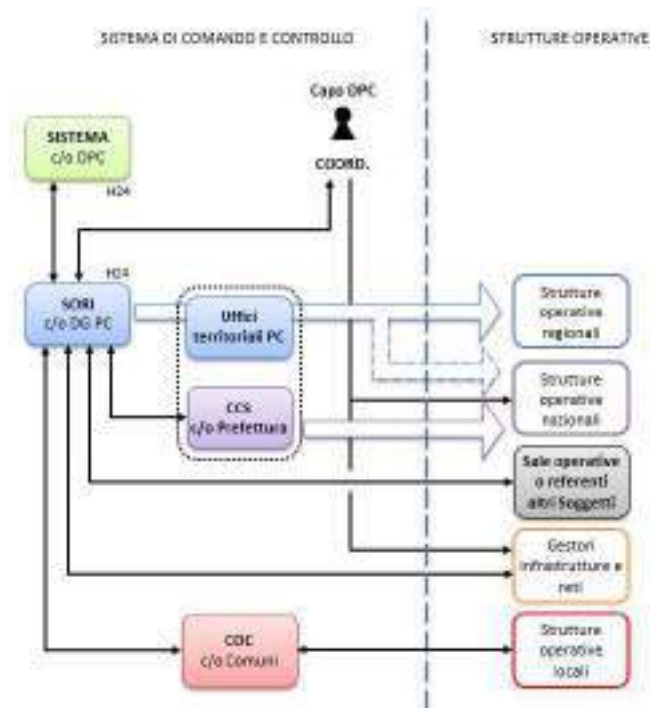 SISTEMA DI COMANDO E CONTROLLO
STRUTTURE OPERATIVE
Capo DPC
COORD.
SISTEMA
c/o DPC
H24
H24
SORI
c/o DG PC
Uffici
territoriali PC
CCS
c/o Prefettura
COC
c/o Comuni
Strutture
operative
regionali
Strutture
operative
nazionali
Sale operative
o referenti
altri Soggetti
Gestori
infrastrutture e
reti
Strutture
operative
locali